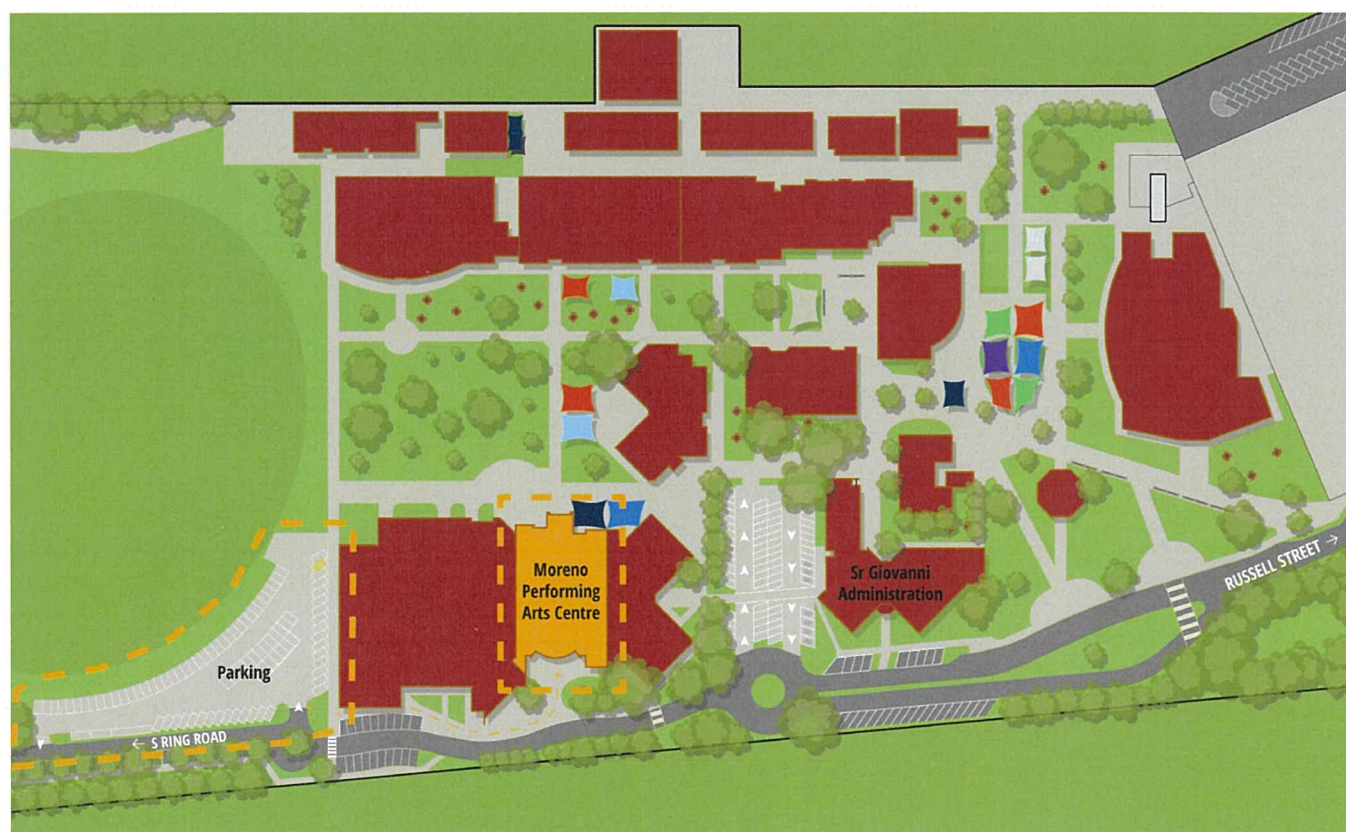 Moreno
Performing
Arts Centre
Sr Giovanni
Administration
RUSSELL STREET →
Parking
← S RING ROAD